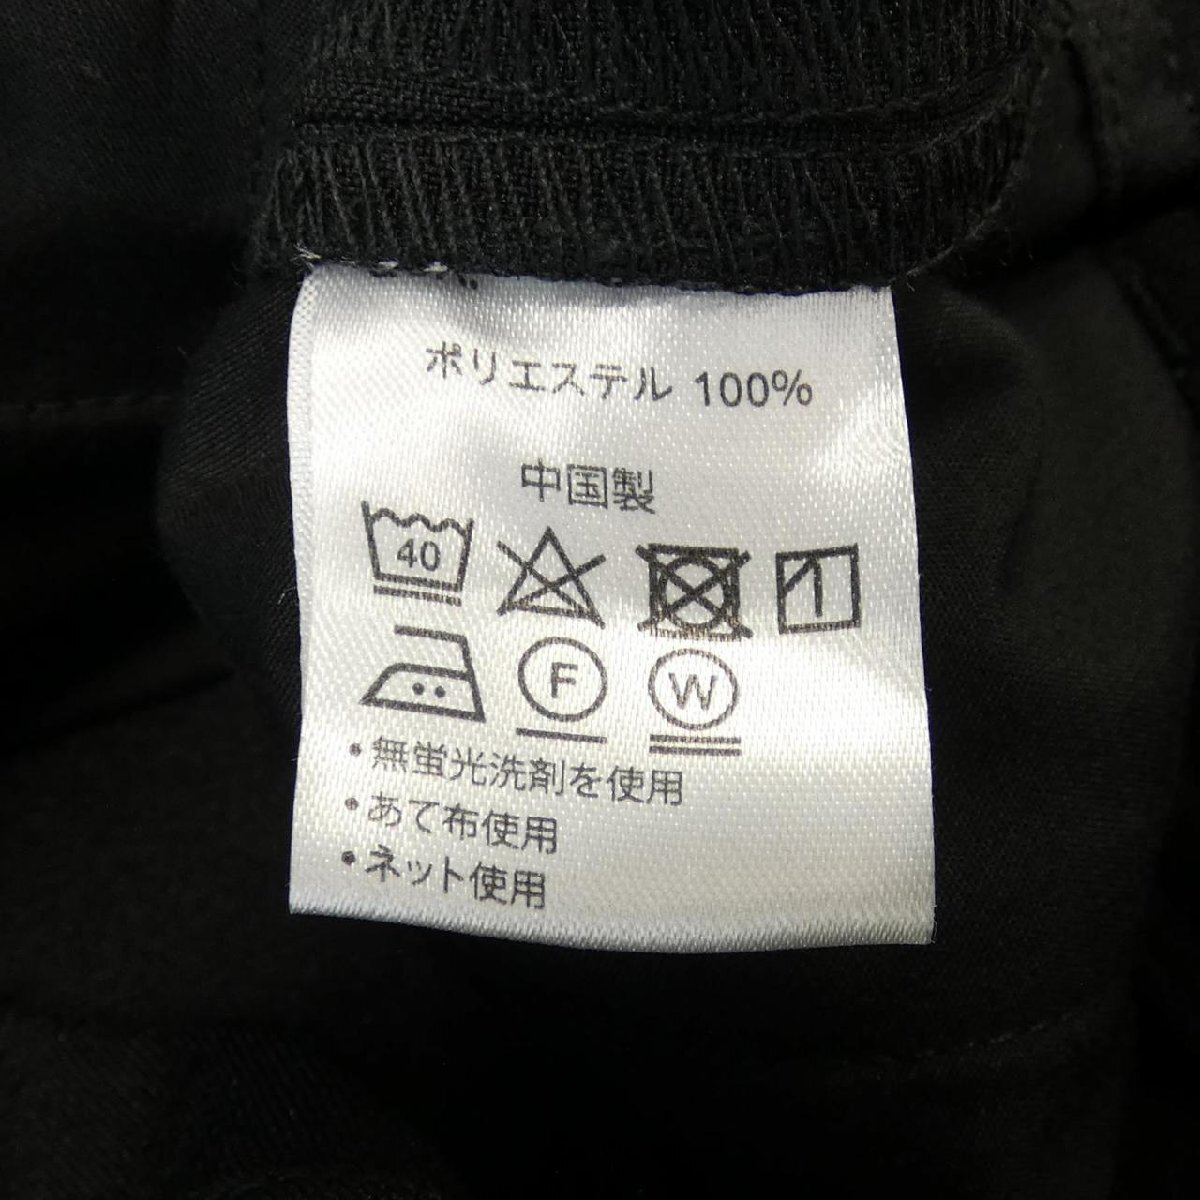 ポリエステル 100%
中国製
40
F W
・無蛍光洗剤を使用
・あて布使用
・ネット使用